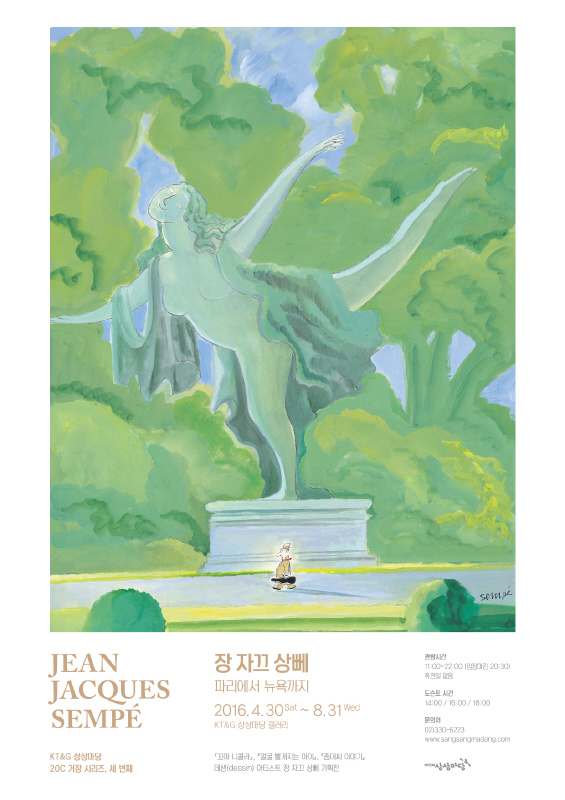 sempé
JEAN
JACQUES
SEMPÉ
KT&G 상상마당
20C 거장 시리즈, 세 번째
장 자끄 상뻬
파리에서 뉴욕까지
2016.4.30 Sat ~ 8.31 Wed
KT&G 상상마당 갤러리
『꼬마 니콜라』, 『얼굴 빨개지는 아이』, 『좀머씨 이야기』
데생(dessin) 아티스트 장 자끄 상뻬 기획전
관람시간
11:00~22:00 (입장마감 20:30)
휴관일 없음
도슨트 시간
14:00 / 16:00 / 18:00
문의처
02)330-6223
www.sangsangmadang.com
상상마당